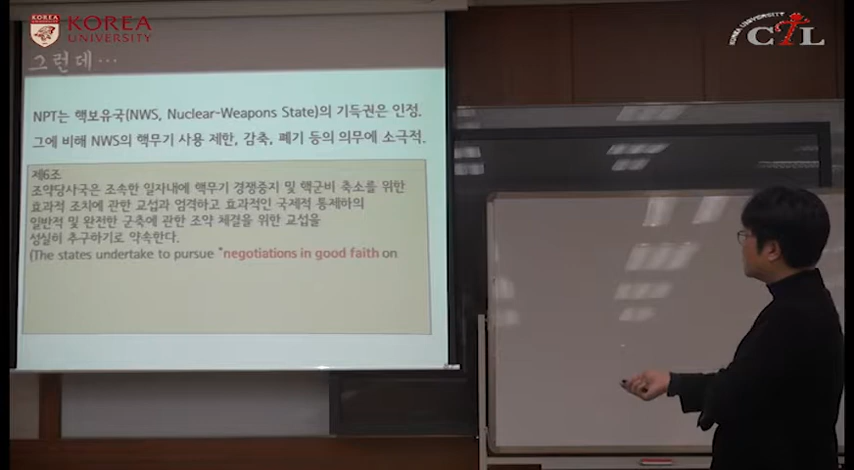 KOREA
UNIVERSITY
KOREA UNIVERSITY
CTL
그런데…
NPT는 핵보유국(NWS, Nuclear-Weapons State)의 기득권은 인정.
그에 비해 NWS의 핵무기 사용 제한, 감축, 폐기 등의 의무에 소극적.
제6조
조약당사국은 조속한 일자내에 핵무기 경쟁중지 및 핵군비 축소를 위한
효과적 조치에 관한 교섭과 엄격하고 효과적인 국제적 통제하의
일반적 및 완전한 군축에 관한 조약 체결을 위한 교섭을
성실히 추구하기로 약속한다.
(The states undertake to pursue "negotiations in good faith on